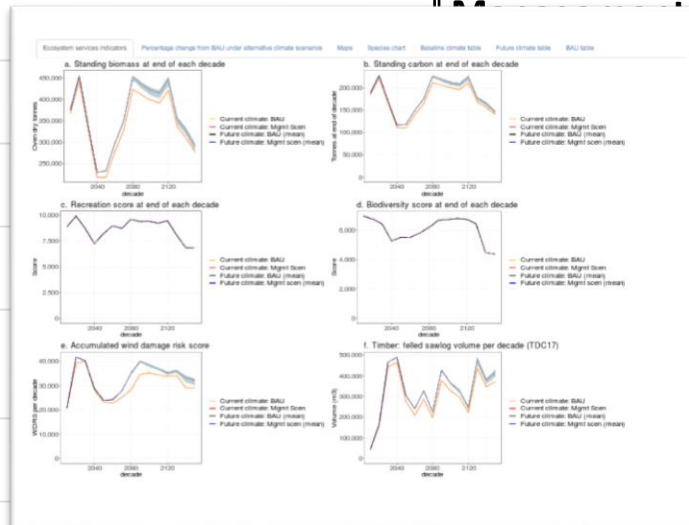 Ecosystem services indicators Percentage change from BAU under alternative climate scenarios Maps Species chart Baseline climate table Future climate table BAU table
a. Standing biomass at end of each decade
450,000
400,000
350,000
300,000
250,000
Oven dry tonnes
2040 2080 2120
decade
Current climate: BAU
Current climate: Mgmt Scen
Future climate: BAU (mean)
Future climate: Mgmt scen (mean)
b. Standing carbon at end of each decade
200,000
150,000
100,000
50,000
0
Tonnes at end of decade
2040 2080 2120
decade
Current climate: BAU
Current climate: Mgmt Scen
Future climate: BAU (mean)
Future climate: Mgmt scen (mean)
c. Recreation score at end of each decade
10,000
7,500
5,000
2,500
0
Score
2040 2080 2120
decade
Current climate: BAU
Current climate: Mgmt Scen
Future climate: BAU (mean)
Future climate: Mgmt scen (mean)
d. Biodiversity score at end of each decade
6,000
4,000
2,000
0
Score
2040 2080 2120
decade
Current climate: BAU
Current climate: Mgmt Scen
Future climate: BAU (mean)
Future climate: Mgmt scen (mean)
e. Accumulated wind damage risk score
40,000
30,000
20,000
10,000
0
WDRS per decade
2040 2080 2120
decade
Current climate: BAU
Current climate: Mgmt Scen
Future climate: BAU (mean)
Future climate: Mgmt scen (mean)
f. Timber: felled sawlog volume per decade (TDC17)
500,000
400,000
300,000
200,000
100,000
0
Volume (m3)
2040 2080 2120
decade
Current climate: BAU
Current climate: Mgmt Scen
Future climate: BAU (mean)
Future climate: Mgmt scen (mean)